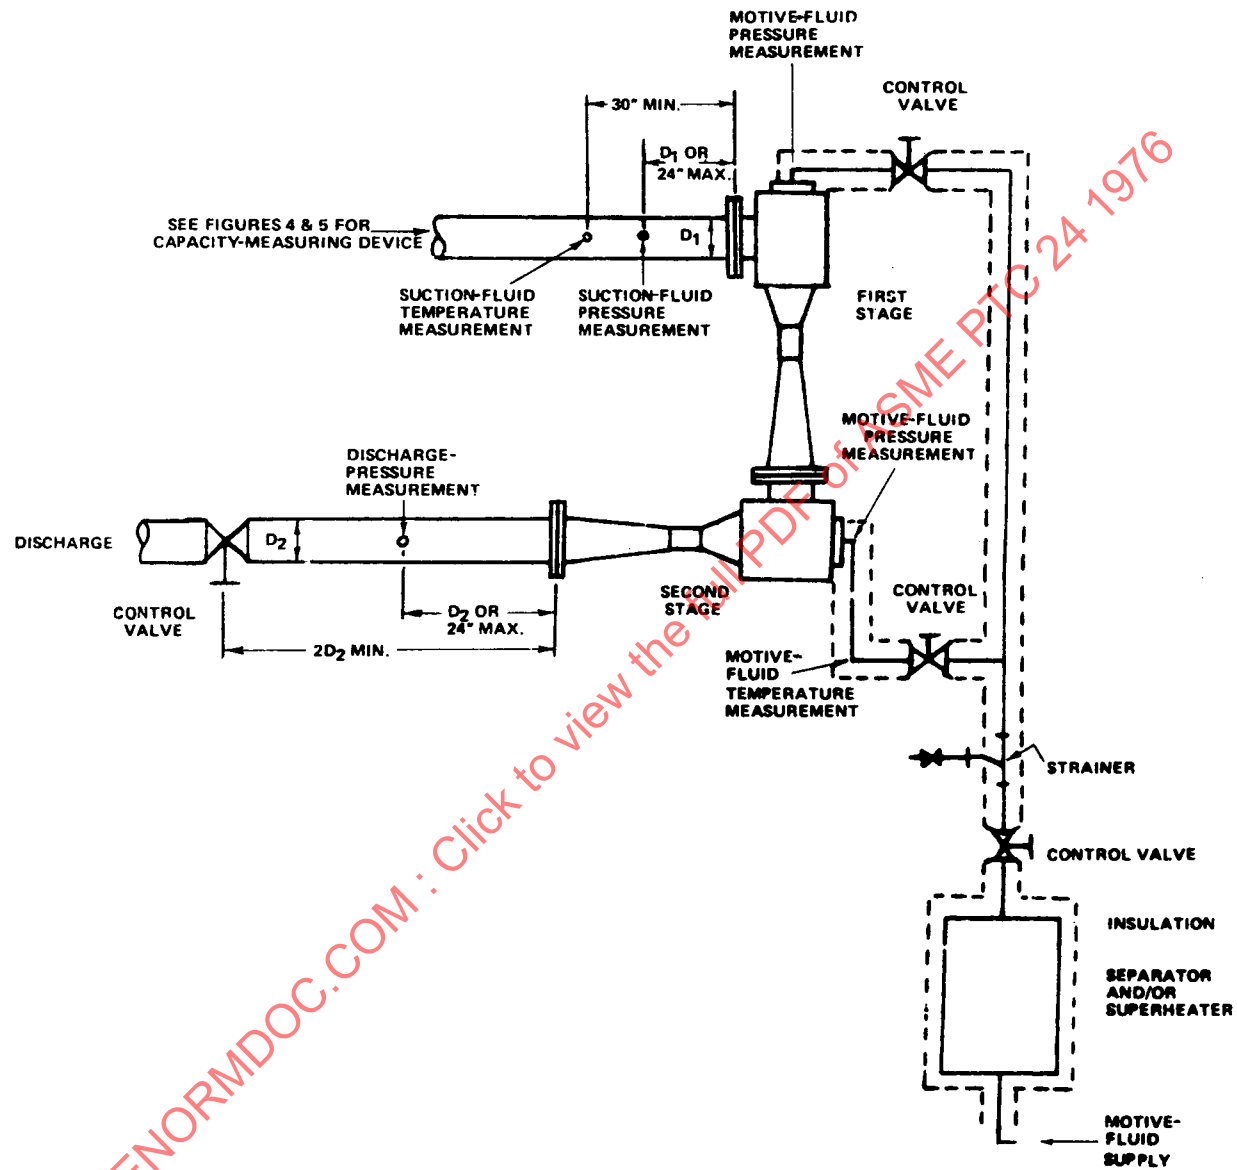 MOTIVE-FLUID
PRESSURE
MEASUREMENT
CONTROL
VALVE
30" MIN.
D1 OR
24" MAX.
SEE FIGURES 4 & 5 FOR
CAPACITY-MEASURING DEVICE
D1
SUCTION-FLUID
TEMPERATURE
MEASUREMENT
SUCTION-FLUID
PRESSURE
MEASUREMENT
FIRST
STAGE
MOTIVE-FLUID
PRESSURE
MEASUREMENT
DISCHARGE-
PRESSURE
MEASUREMENT
DISCHARGE
D2
CONTROL
VALVE
D2 OR
24" MAX.
2D2 MIN.
SECOND
STAGE
CONTROL
VALVE
MOTIVE-
FLUID
TEMPERATURE
MEASUREMENT
STRAINER
CONTROL VALVE
INSULATION
SEPARATOR
AND/OR
SUPERHEATER
MOTIVE-
FLUID
SUPPLY
ENORMDOC.COM : Click to view the full PDF of ASME PTC 24 1976